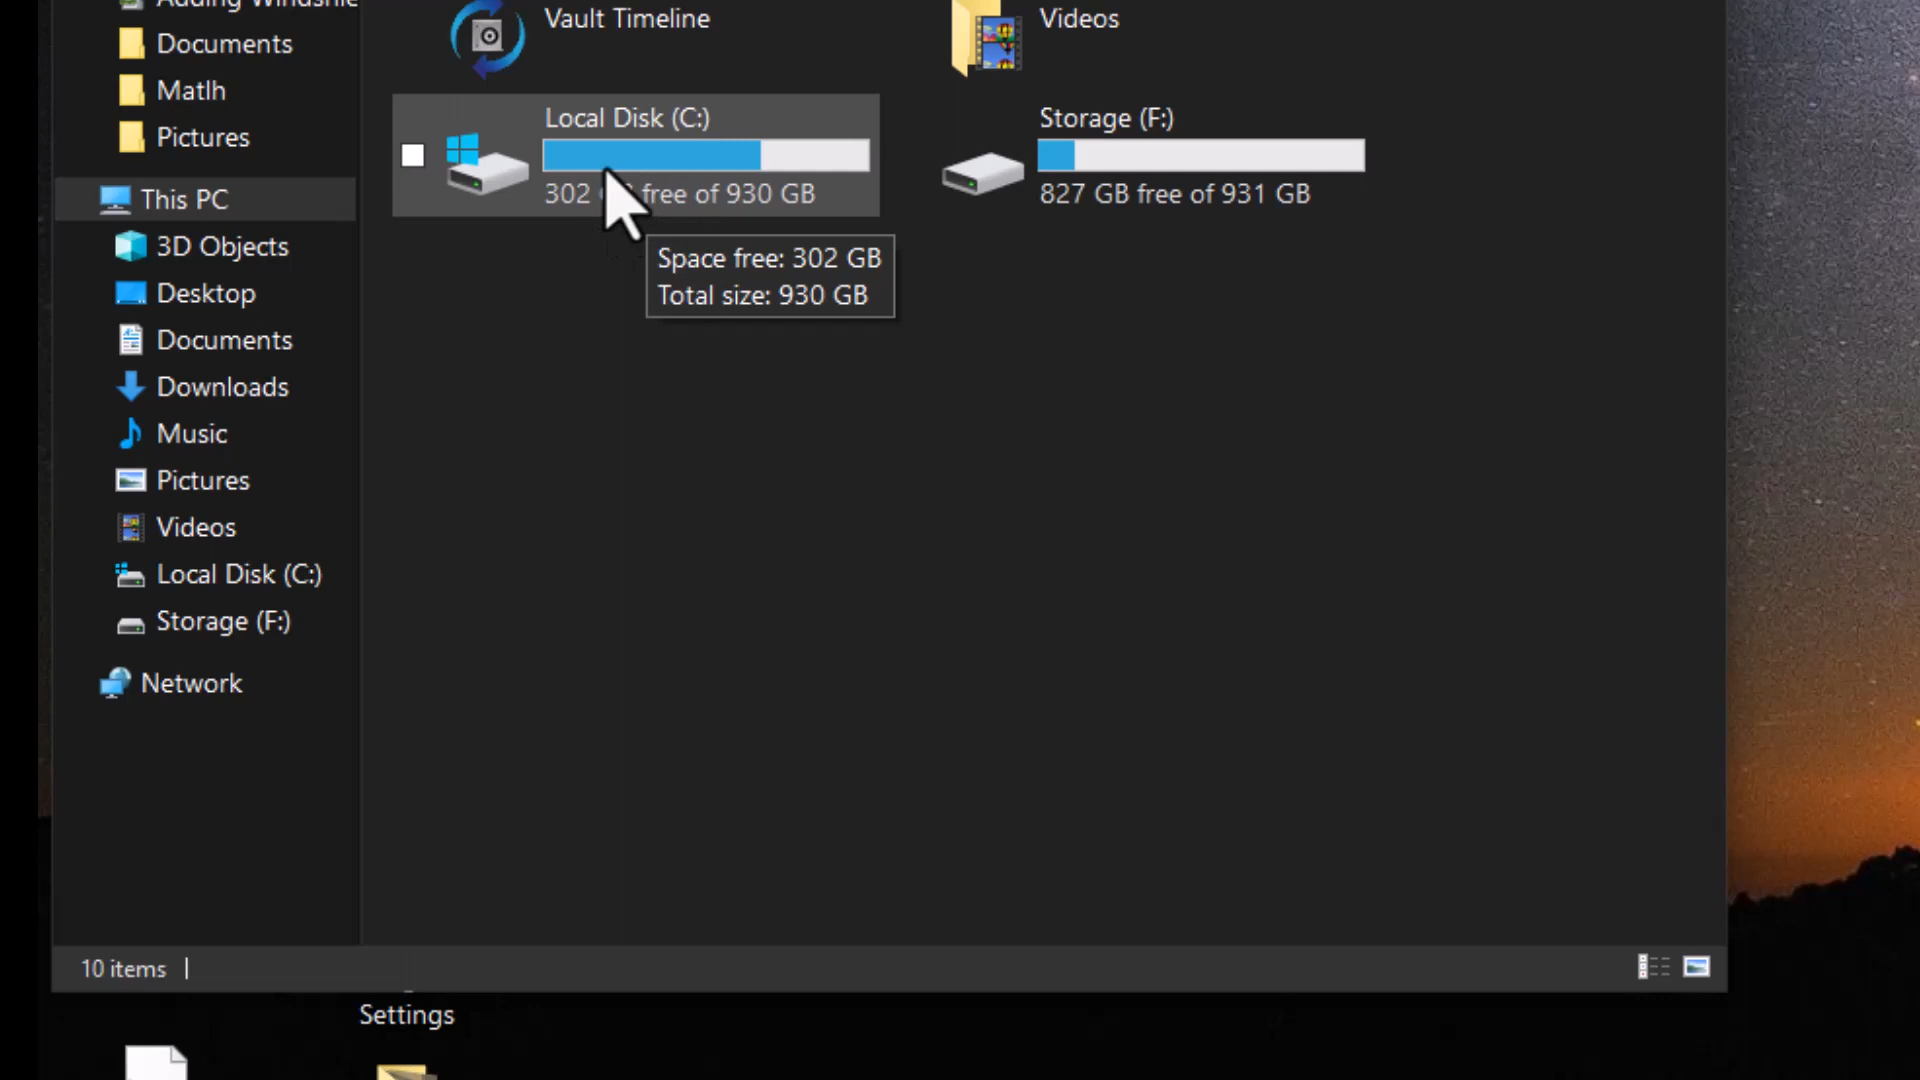 Adding Windshie
Documents
Matlh
Pictures
This PC
3D Objects
Desktop
Documents
Downloads
Music
Pictures
Videos
Local Disk (C:)
Storage (F:)
Network
Vault Timeline
Videos
Local Disk (C:)
302 GB free of 930 GB
Storage (F:)
827 GB free of 931 GB
Space free: 302 GB
Total size: 930 GB
10 items
Settings